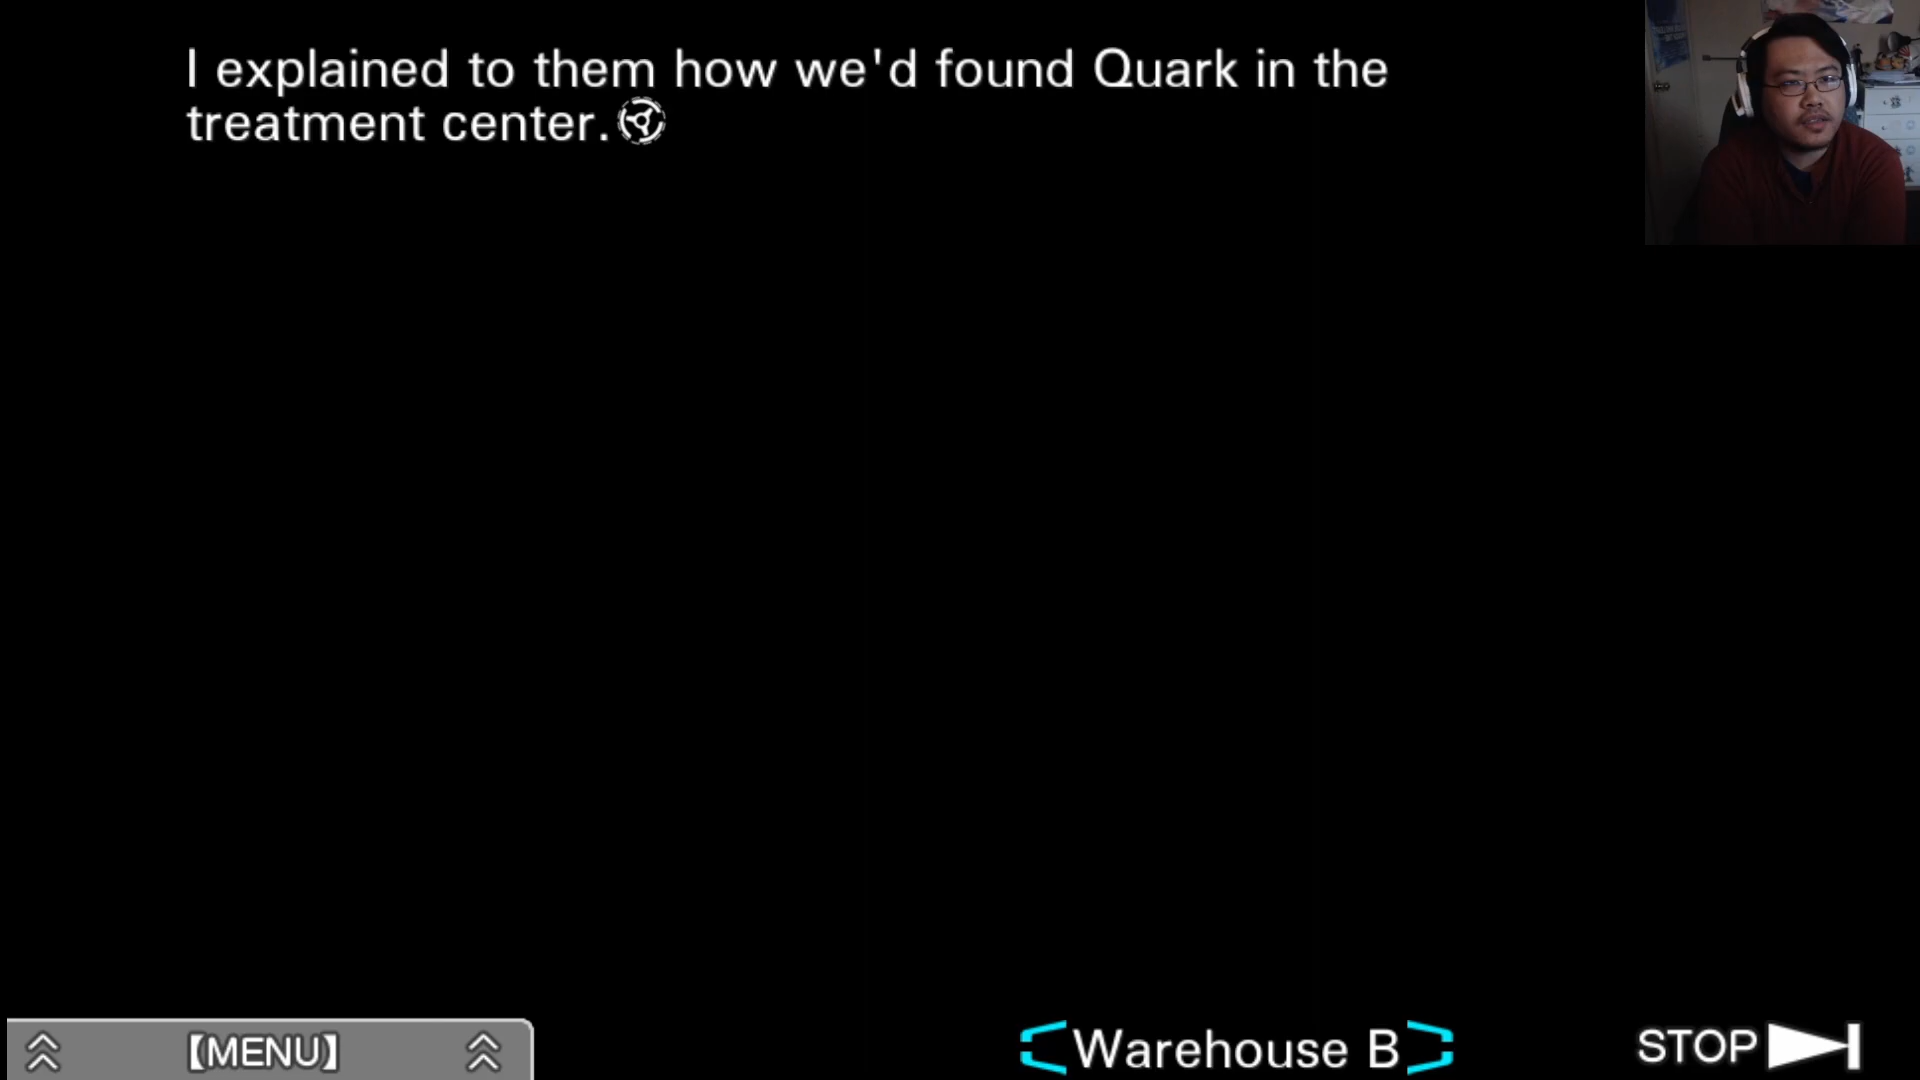 I explained to them how we'd found Quark in the
treatment center.
【MENU】
Warehouse B
STOP